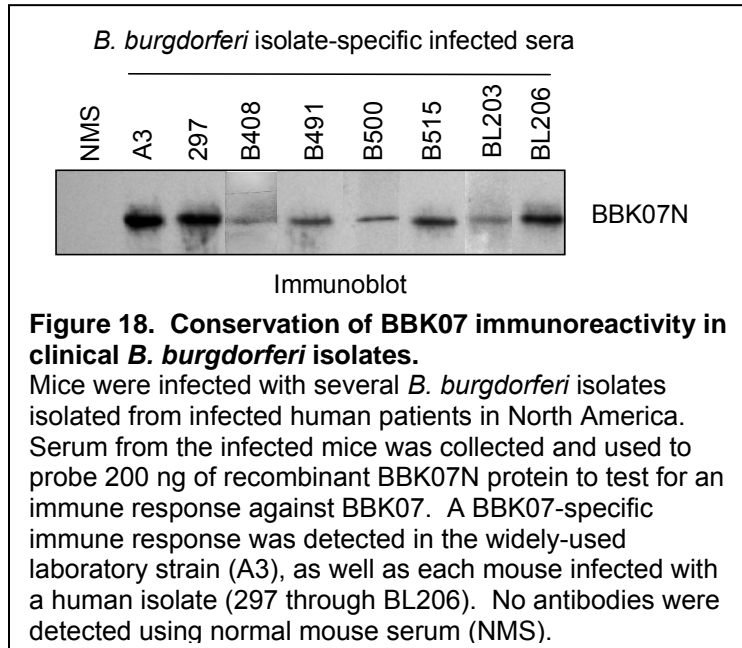 B. burgdorferi isolate-specific infected sera
NMS
A3
297
B408
B491
B500
B515
BL203
BL206
BBK07N
Immunoblot
Figure 18. Conservation of BBK07 immunoreactivity in
clinical B. burgdorferi isolates.
Mice were infected with several B. burgdorferi isolates
isolated from infected human patients in North America.
Serum from the infected mice was collected and used to
probe 200 ng of recombinant BBK07N protein to test for an
immune response against BBK07. A BBK07-specific
immune response was detected in the widely-used
laboratory strain (A3), as well as each mouse infected with
a human isolate (297 through BL206). No antibodies were
detected using normal mouse serum (NMS).